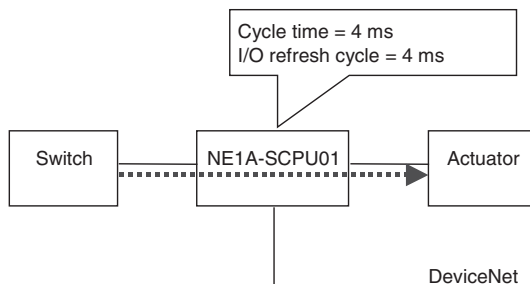 Cycle time = 4 ms
I/O refresh cycle = 4 ms
Switch
NE1A-SCPU01
Actuator
DeviceNet